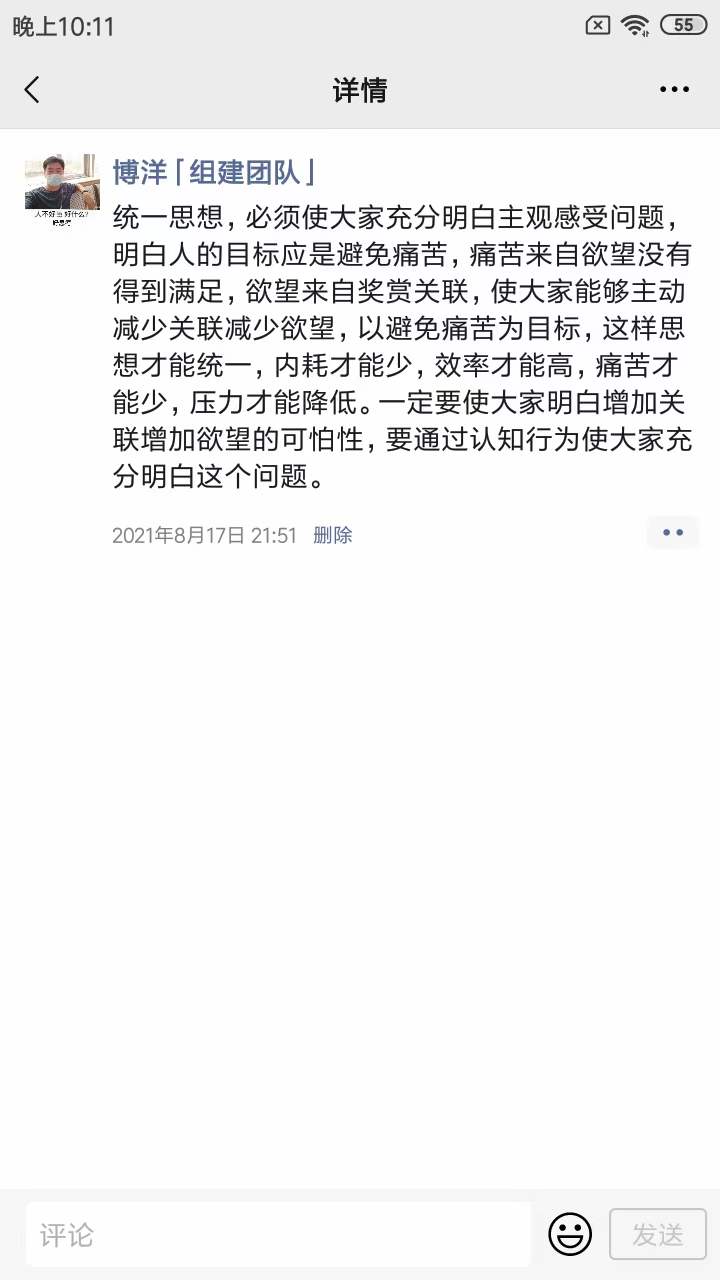 晚上10:11
55
详情
博洋「组建团队」
统一思想，必须使大家充分明白主观感受问题，
明白人的目标应是避免痛苦，痛苦来自欲望没有
得到满足，欲望来自奖赏关联，使大家能够主动
减少关联减少欲望，以避免痛苦为目标，这样思
想才能统一，内耗才能少，效率才能高，痛苦才
能少，压力才能降低。一定要使大家明白增加关
联增加欲望的可怕性，要通过认知行为使大家充
分明白这个问题。
2021年8月17日 21:51 删除
评论
发送